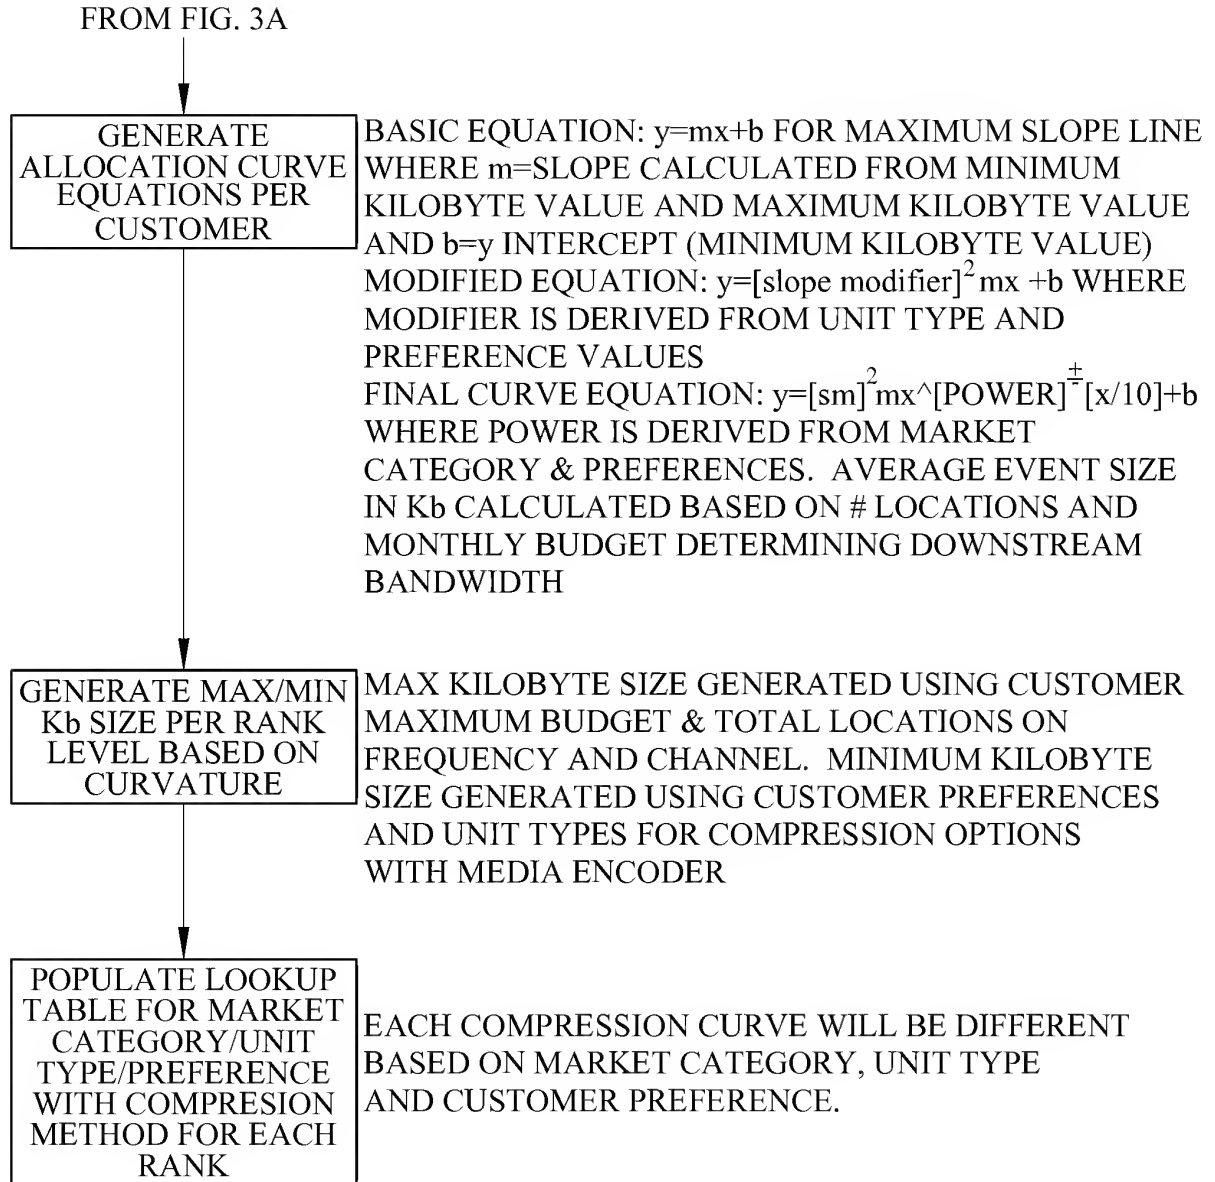 FROM FIG. 3A
GENERATE
ALLOCATION CURVE
EQUATIONS PER
CUSTOMER
BASIC EQUATION: y=mx+b FOR MAXIMUM SLOPE LINE
WHERE m=SLOPE CALCULATED FROM MINIMUM
KILOBYTE VALUE AND MAXIMUM KILOBYTE VALUE
AND b=y INTERCEPT (MINIMUM KILOBYTE VALUE)
MODIFIED EQUATION: y=[slope modifier]² mx +b WHERE
MODIFIER IS DERIVED FROM UNIT TYPE AND
PREFERENCE VALUES
FINAL CURVE EQUATION: y=[sm]²mx^[POWER]^±[x/10]+b
WHERE POWER IS DERIVED FROM MARKET
CATEGORY & PREFERENCES. AVERAGE EVENT SIZE
IN Kb CALCULATED BASED ON # LOCATIONS AND
MONTHLY BUDGET DETERMINING DOWNSTREAM
BANDWIDTH
GENERATE MAX/MIN
Kb SIZE PER RANK
LEVEL BASED ON
CURVATURE
MAX KILOBYTE SIZE GENERATED USING CUSTOMER
MAXIMUM BUDGET & TOTAL LOCATIONS ON
FREQUENCY AND CHANNEL. MINIMUM KILOBYTE
SIZE GENERATED USING CUSTOMER PREFERENCES
AND UNIT TYPES FOR COMPRESSION OPTIONS
WITH MEDIA ENCODER
POPULATE LOOKUP
TABLE FOR MARKET
CATEGORY/UNIT
TYPE/PREFERENCE
WITH COMPRESION
METHOD FOR EACH
RANK
EACH COMPRESSION CURVE WILL BE DIFFERENT
BASED ON MARKET CATEGORY, UNIT TYPE
AND CUSTOMER PREFERENCE.